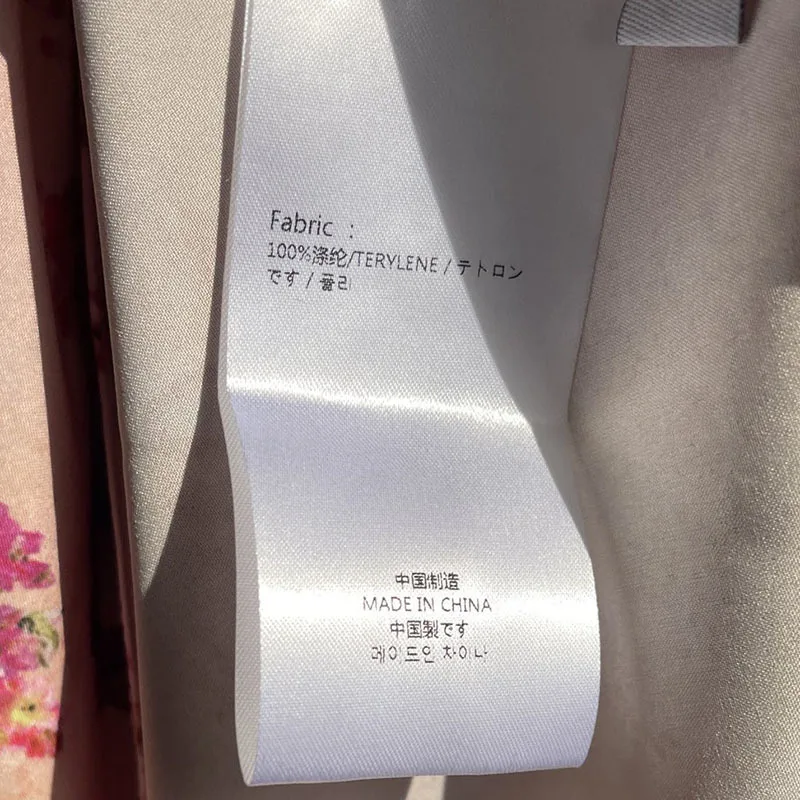 Fabric :
100%涤纶/TERYLENE / テトロン
です / 폴리
中国制造
MADE IN CHINA
中国製です
메이드인 차이나